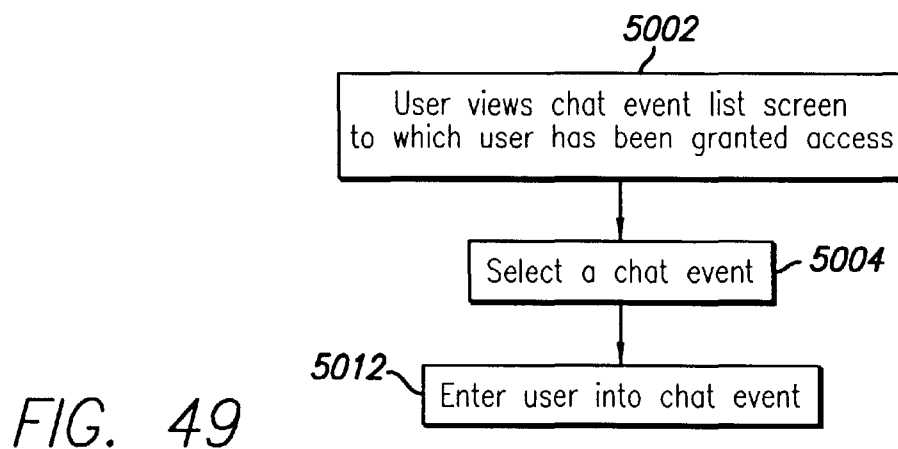 5002
User views chat event list screen
to which user has been granted access
Select a chat event
5004
5012
Enter user into chat event
FIG. 49